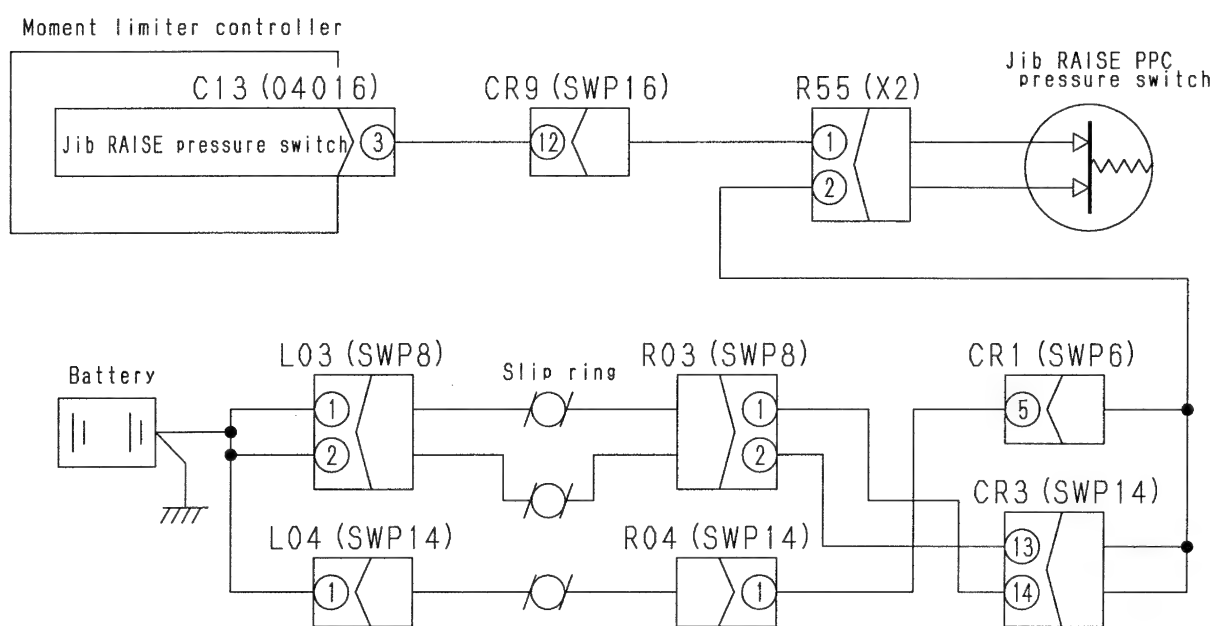 Moment limiter controller
C13 (04016)
CR9 (SWP16)
R55 (X2)
Jib RAISE PPC
pressure switch
Jib RAISE pressure switch
3
12
1
2
Battery
L03 (SWP8)
Slip ring
R03 (SWP8)
CR1 (SWP6)
1
2
1
2
5
L04 (SWP14)
R04 (SWP14)
CR3 (SWP14)
1
1
13
14